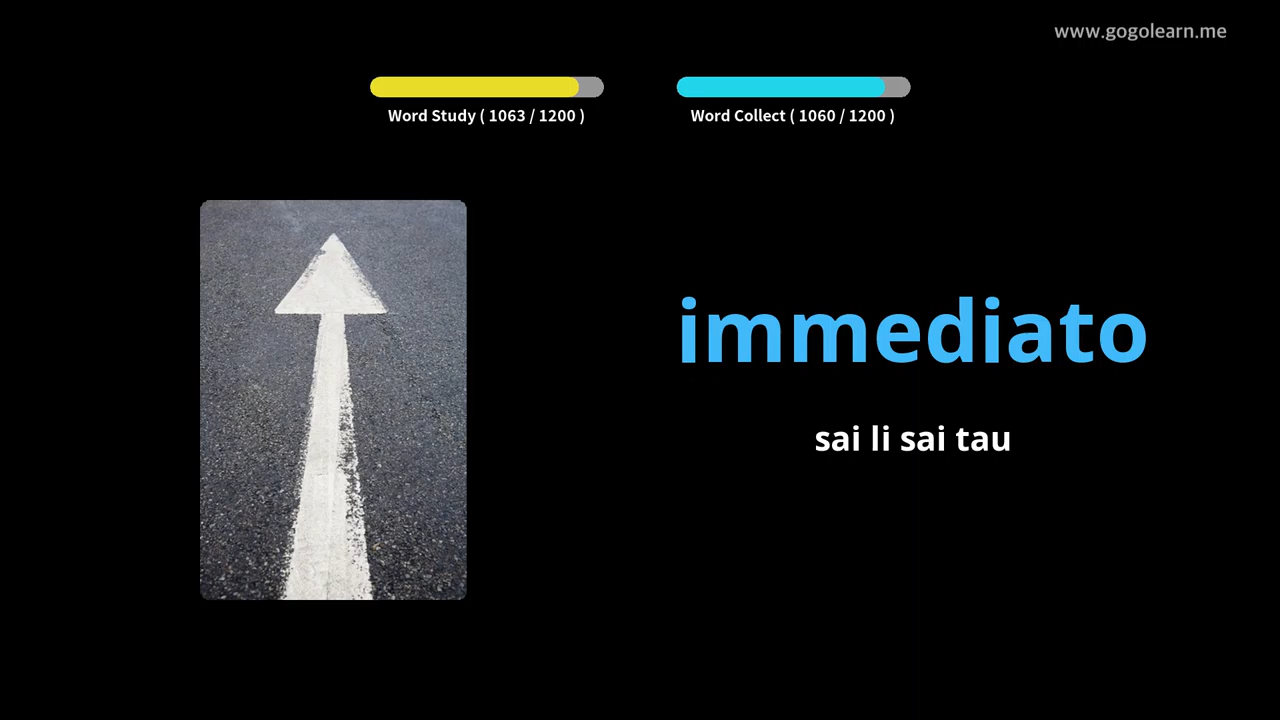 www.gogolearn.me
Word Study ( 1063 / 1200 )
Word Collect ( 1060 / 1200 )
immediato
sai li sai tau